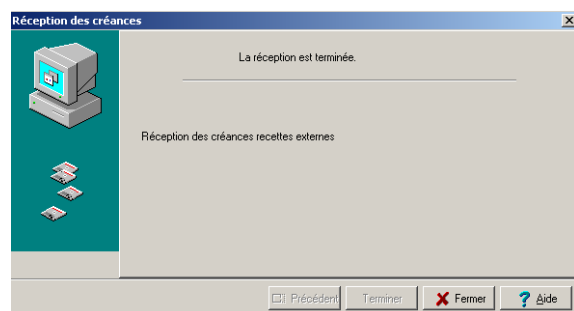 Réception des créances
La réception est terminée.
Réception des créances recettes externes
Précédent Terminer Fermer Aide